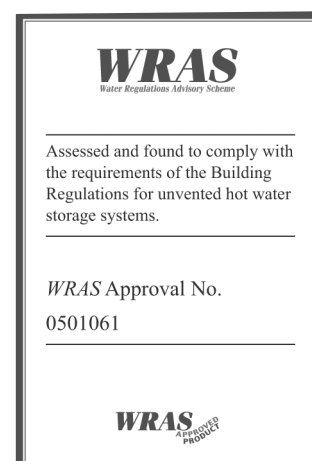 WRAS
Water Regulations Advisory Scheme
Assessed and found to comply with
the requirements of the Building
Regulations for unvented hot water
storage systems.
WRAS Approval No.
0501061
WRAS
APPROVED
PRODUCT